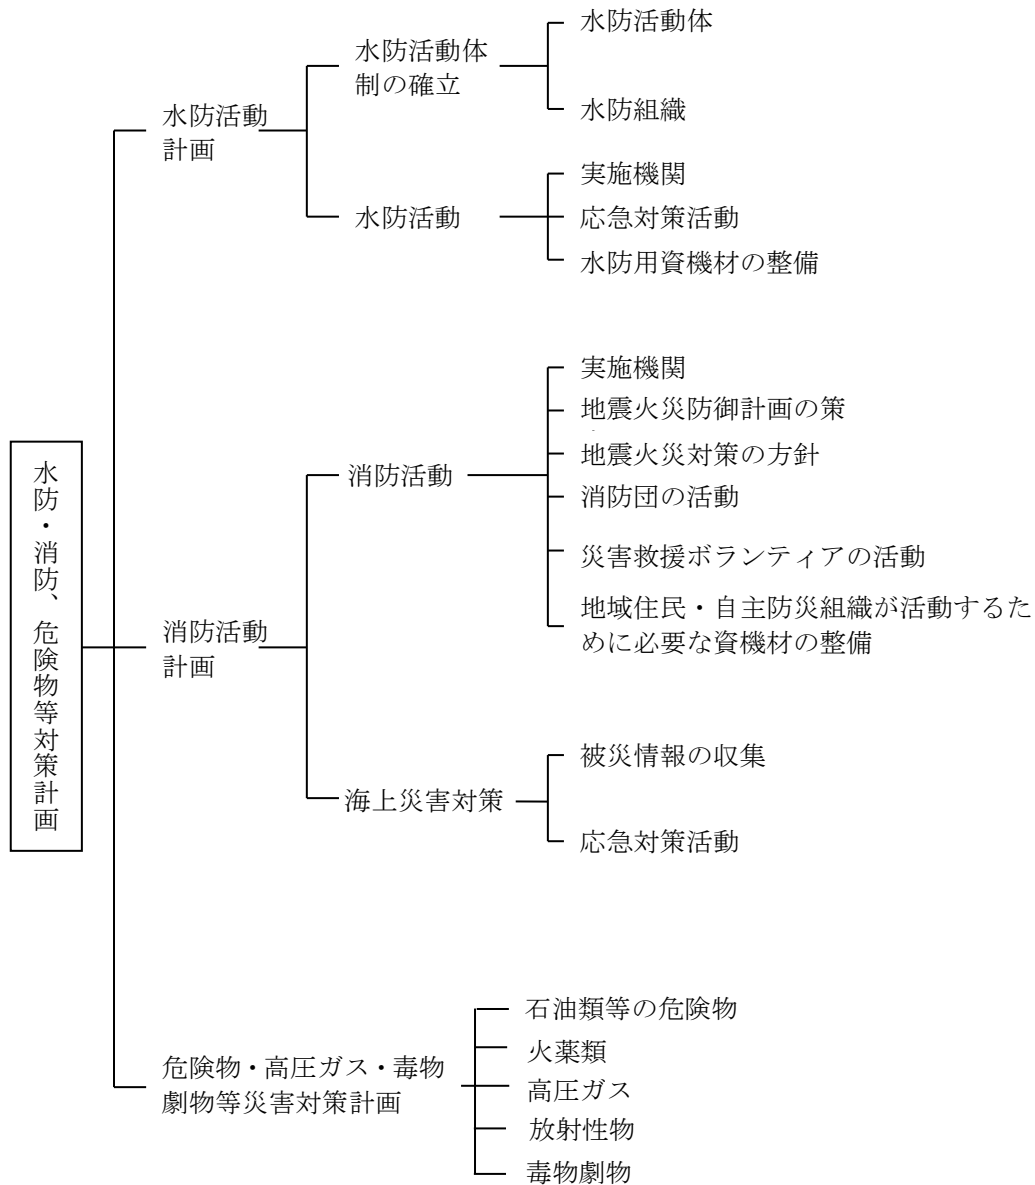 水防・消防、危険物等対策計画
水防活動
計画
水防活動体
制の確立
水防活動体
水防組織
水防活動
実施機関
応急対策活動
水防用資機材の整備
消防活動
計画
消防活動
実施機関
地震火災防御計画の策
地震火災対策の方針
消防団の活動
災害救援ボランティアの活動
地域住民・自主防災組織が活動するた
めに必要な資機材の整備
海上災害対策
被災情報の収集
応急対策活動
危険物・高圧ガス・毒物
劇物等災害対策計画
石油類等の危険物
火薬類
高圧ガス
放射性物
毒物劇物